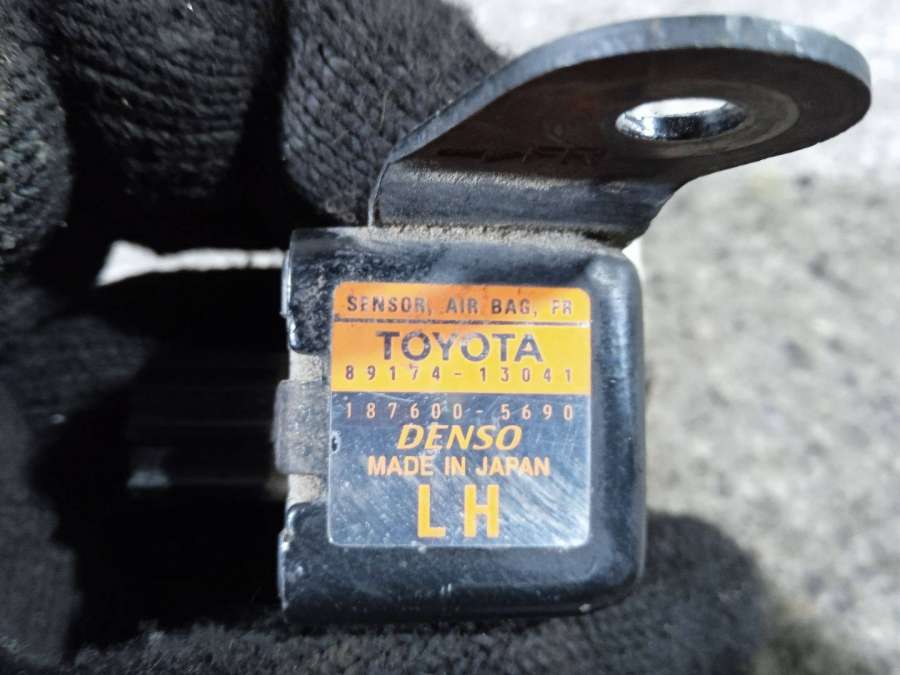 SENSOR, AIR BAG, FR
TOYOTA
89174-13041
187600-5690
DENSO
MADE IN JAPAN
LH